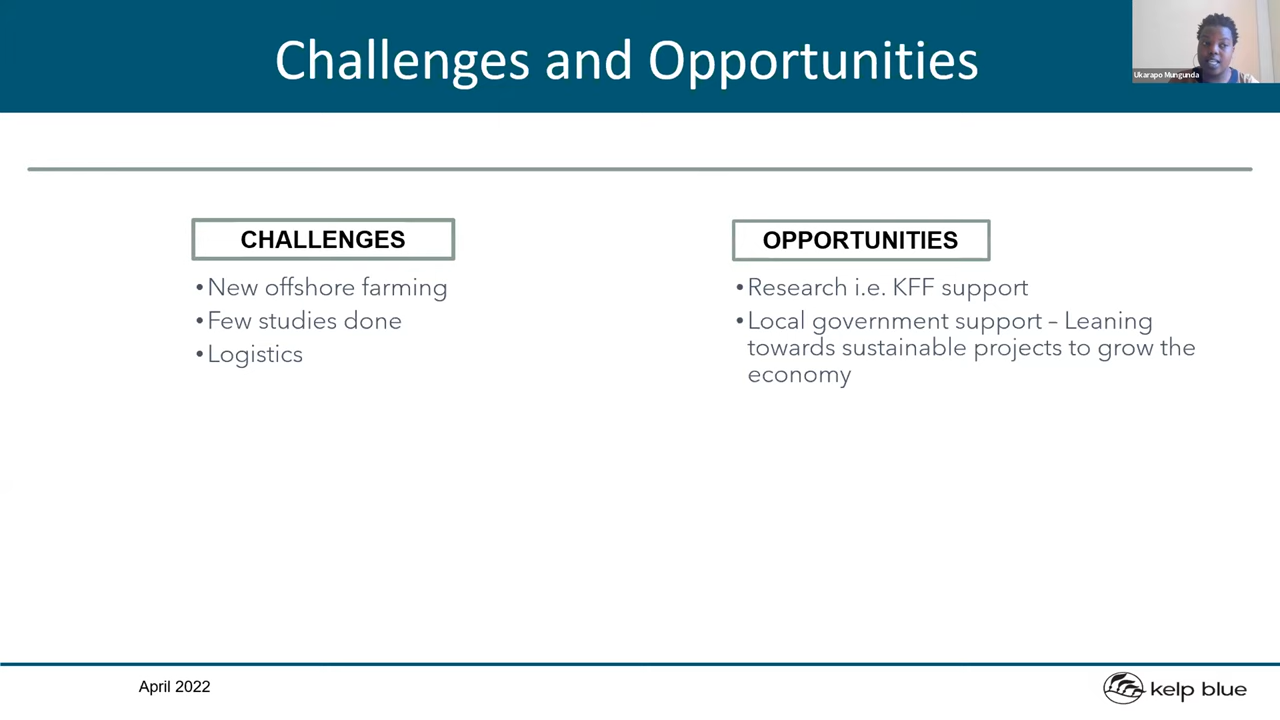 Challenges and Opportunities
Ukarapo Mungunda
CHALLENGES
•New offshore farming
•Few studies done
•Logistics
OPPORTUNITIES
•Research i.e. KFF support
•Local government support – Leaning
towards sustainable projects to grow the
economy
April 2022
kelp blue